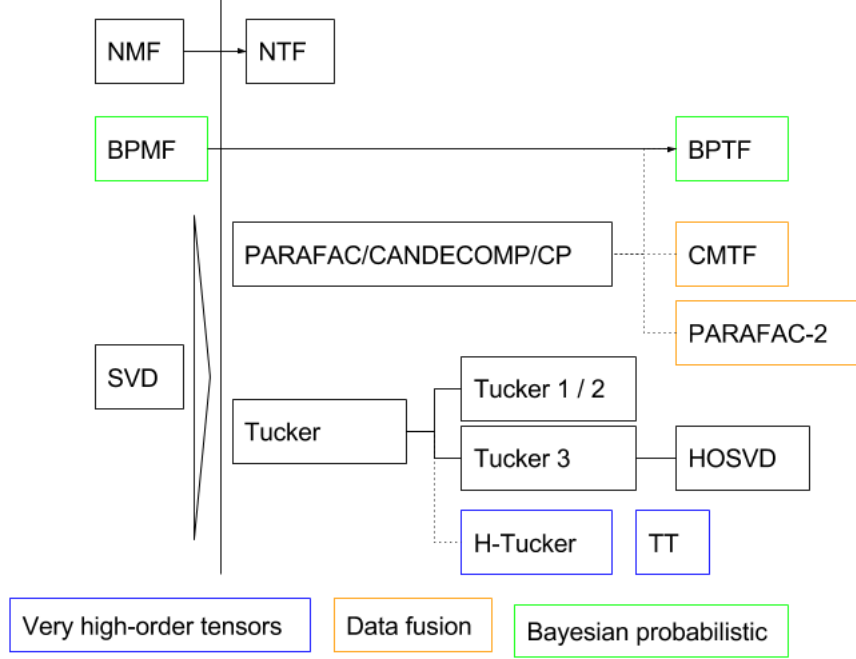 NMF
NTF
BPMF
BPTF
PARAFAC/CANDECOMP/CP
CMTF
PARAFAC-2
SVD
Tucker 1 / 2
Tucker
Tucker 3
HOSVD
H-Tucker
TT
Very high-order tensors
Data fusion
Bayesian probabilistic